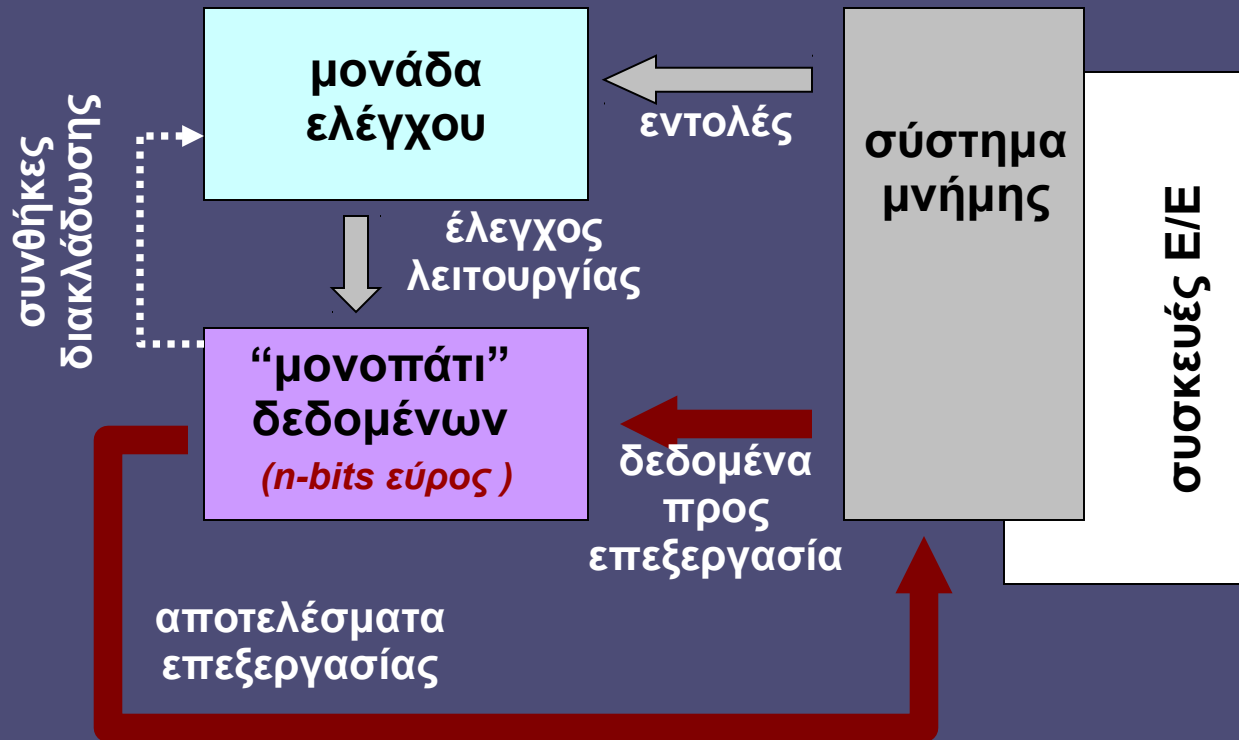 μονάδα
ελέγχου
εντολές
σύστημα
μνήμης
συσκευές Ε/Ε
συνθήκες
διακλάδωσης
έλεγχος
λειτουργίας
“μονοπάτι”
δεδομένων
(n-bits εύρος )
δεδομένα
προς
επεξεργασία
αποτελέσματα
επεξεργασίας